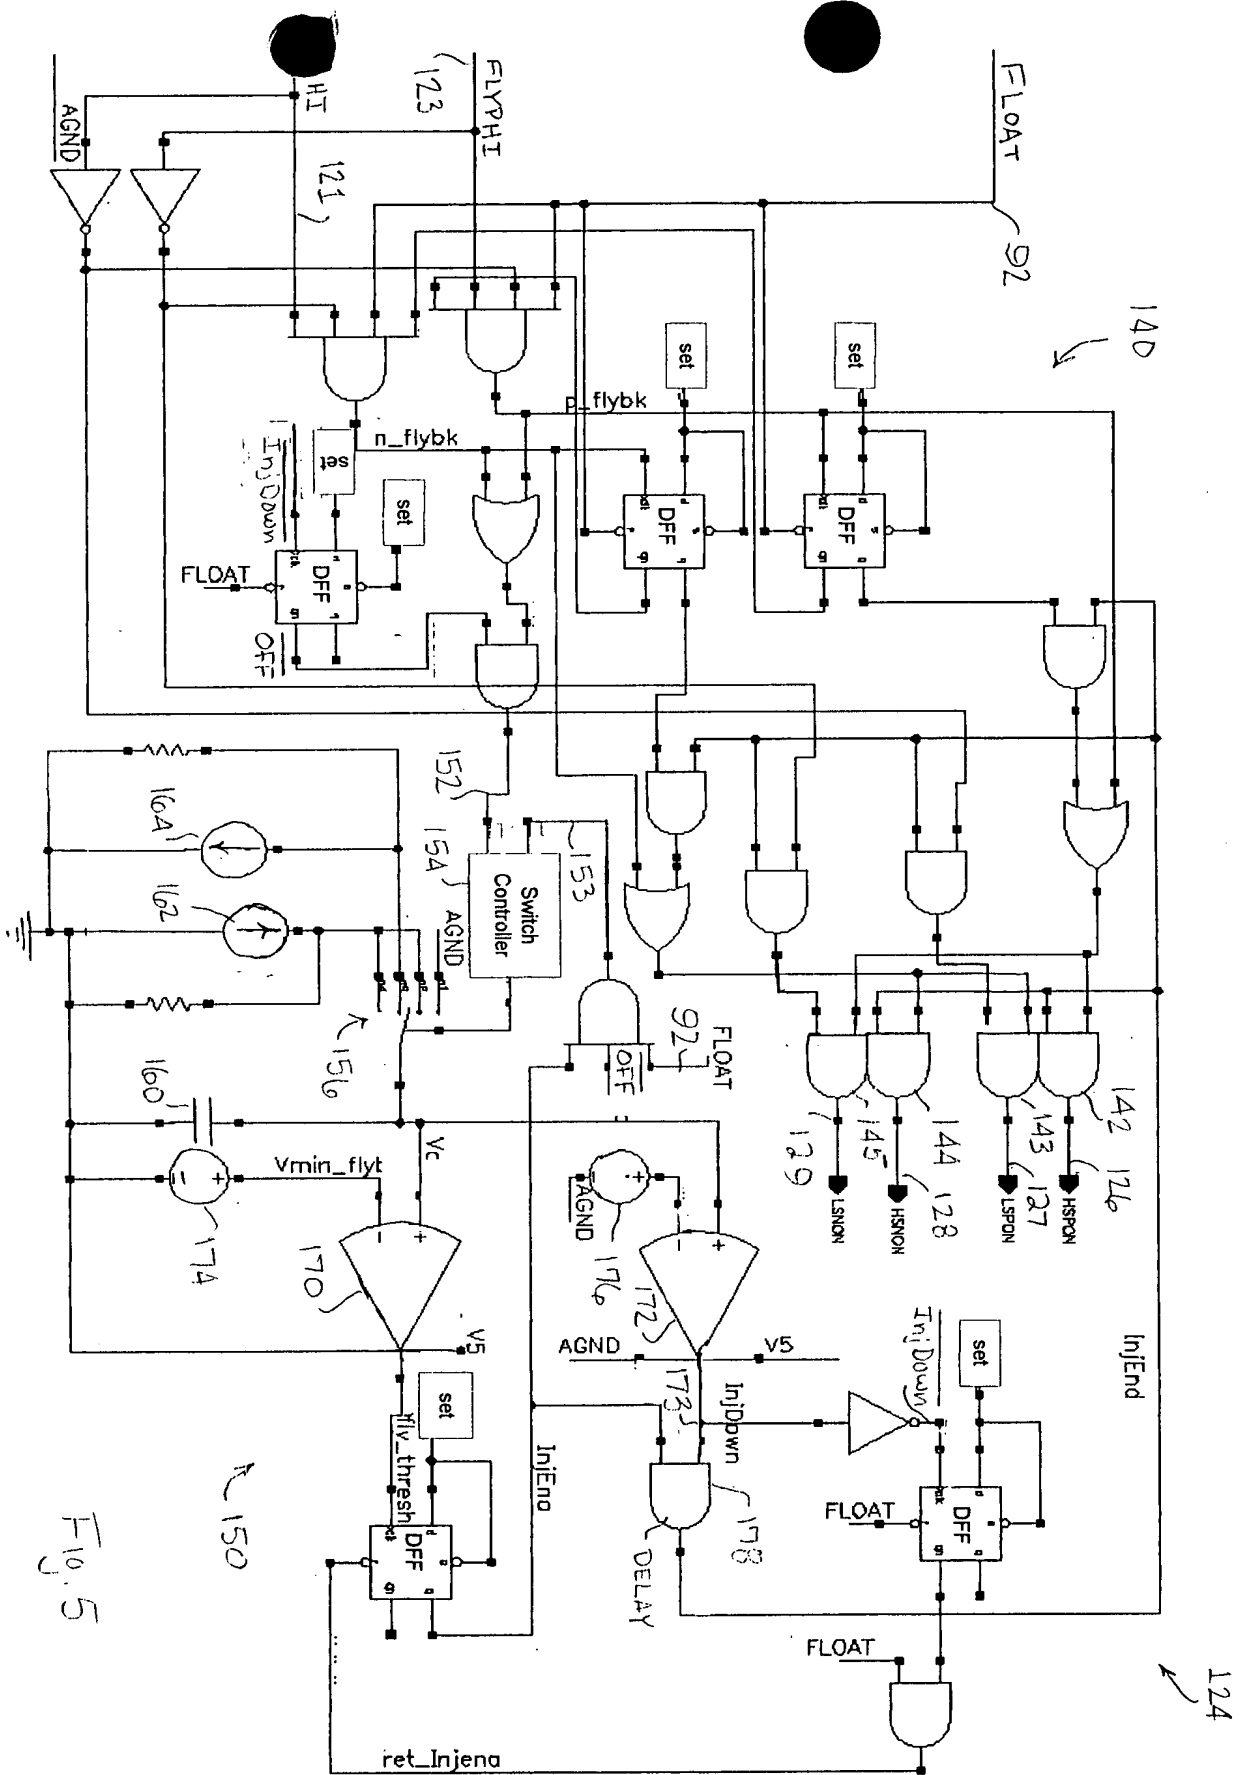 FLOAT
92
140
FLYPHI
123
HI
121
AGND
set
set
p_flybk
n_flybk
set
InjDown
set
DFF
DFF
DFF
FLOAT
OFF
152
154
153
Switch
Controller
AGND
164
162
156
160
FLOAT
92
OFF
142
143
144
145
126
127
128
129
HSPON
LSPON
HSNON
LSNON
Vc
Vmin_flyt
174
170
AGND
176
172
V5
AGND
V5
173
InjDown
InjDown
set
InjEnd
set
fly_thresh
InjEna
178
DELAY
DFF
DFF
FLOAT
FLOAT
ret_Injena
150
124
Fig. 5